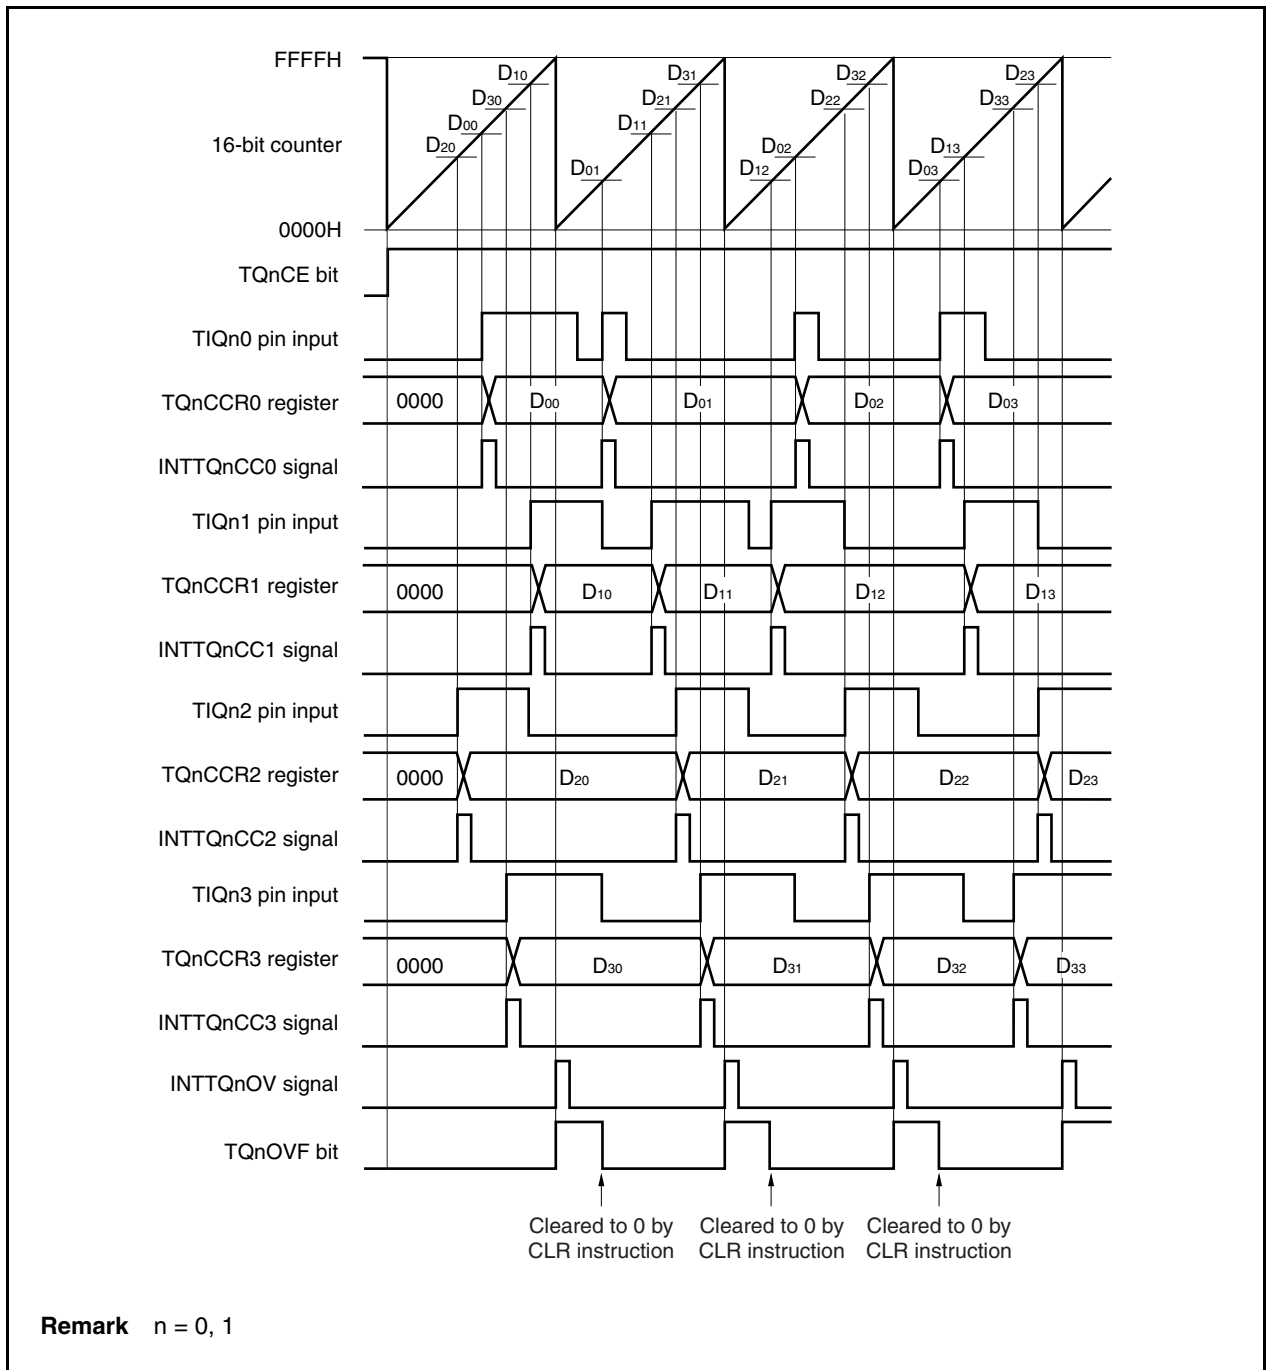 FFFFH
D10
D31
D32
D23
D30
D21
D22
D33
D00
D11
16-bit counter
D20
D02
D13
D01
D12
D03
0000H
TQnCE bit
TIQn0 pin input
TQnCCR0 register 0000 D00 D01 D02 D03
INTTQnCC0 signal
TIQn1 pin input
TQnCCR1 register 0000 D10 D11 D12 D13
INTTQnCC1 signal
TIQn2 pin input
TQnCCR2 register 0000 D20 D21 D22 D23
INTTQnCC2 signal
TIQn3 pin input
TQnCCR3 register 0000 D30 D31 D32 D33
INTTQnCC3 signal
INTTQnOV signal
TQnOVF bit
Cleared to 0 by
CLR instruction
Cleared to 0 by
CLR instruction
Cleared to 0 by
CLR instruction
Remark n = 0, 1